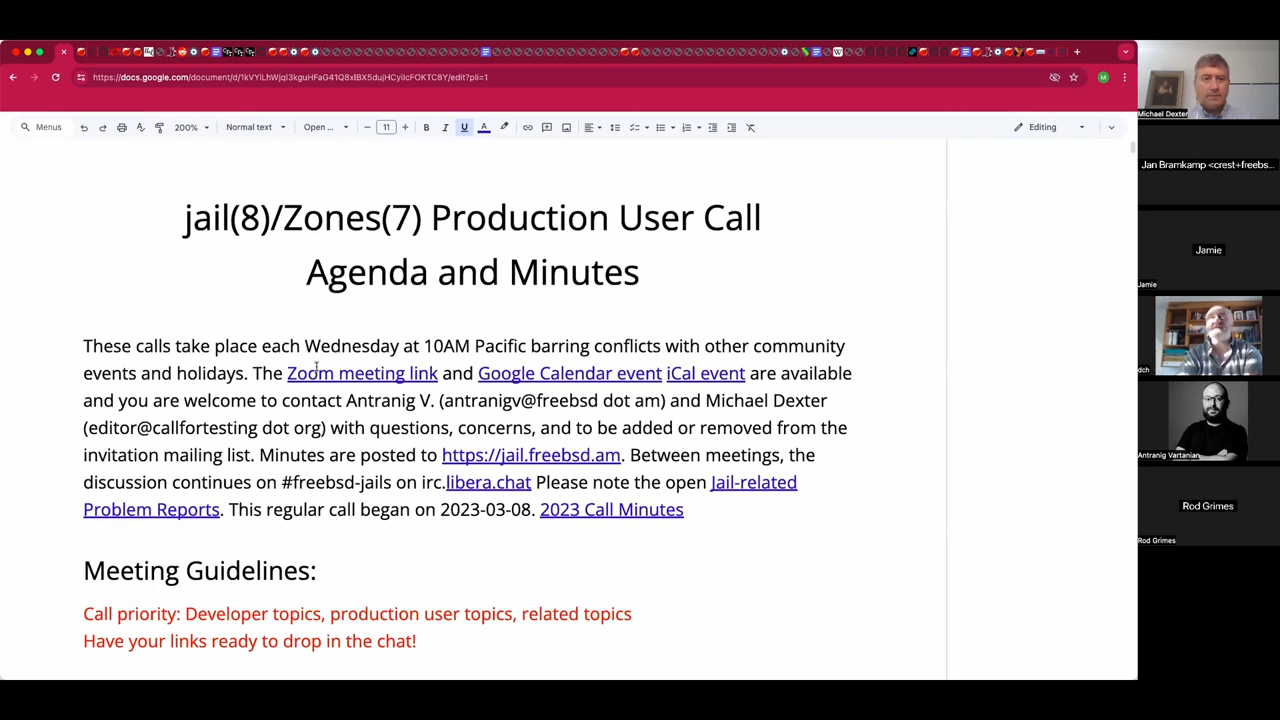 https://docs.google.com/document/d/1kVYiLhWjqI3kguHFaG41Q8xlBX5dujHCyiIcFOKTC8Y/edit?pli=1
M
Menus
200%
Normal text
Open ...
11
B
I
U
A
Editing
jail(8)/Zones(7) Production User Call
Agenda and Minutes
These calls take place each Wednesday at 10AM Pacific barring conflicts with other community
events and holidays. The Zoom meeting link and Google Calendar event iCal event are available
and you are welcome to contact Antranig V. (antranigv@freebsd dot am) and Michael Dexter
(editor@callfortesting dot org) with questions, concerns, and to be added or removed from the
invitation mailing list. Minutes are posted to https://jail.freebsd.am. Between meetings, the
discussion continues on #freebsd-jails on irc.libera.chat Please note the open Jail-related
Problem Reports. This regular call began on 2023-03-08. 2023 Call Minutes
Meeting Guidelines:
Call priority: Developer topics, production user topics, related topics
Have your links ready to drop in the chat!
Michael Dexter
Jan Bramkamp <crest+freebs...
Jamie
Jamie
dch
Antranig Vartanian
Rod Grimes
Rod Grimes